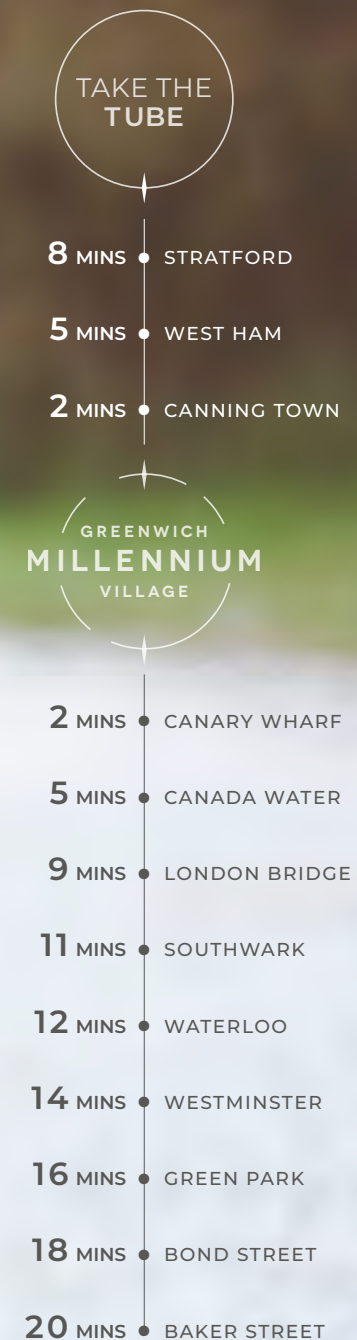 TAKE THE
TUBE
8 MINS STRATFORD
5 MINS WEST HAM
2 MINS CANNING TOWN
GREENWICH
MILLENNIUM
VILLAGE
2 MINS CANARY WHARF
5 MINS CANADA WATER
9 MINS LONDON BRIDGE
11 MINS SOUTHWARK
12 MINS WATERLOO
14 MINS WESTMINSTER
16 MINS GREEN PARK
18 MINS BOND STREET
20 MINS BAKER STREET